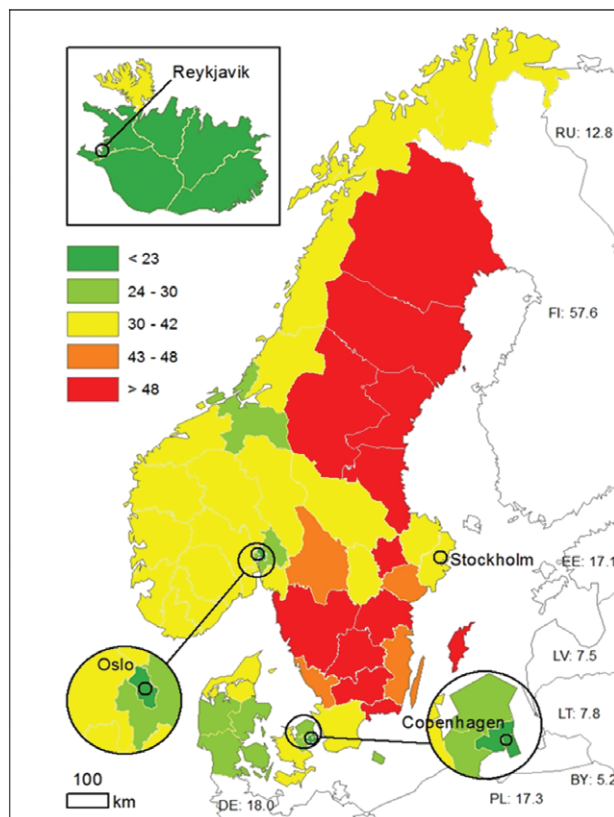 Reykjavik
< 23
24 - 30
30 - 42
43 - 48
> 48
RU: 12.8
FI: 57.6
Stockholm
EE: 17.1
Oslo
LV: 7.5
Copenhagen
LT: 7.8
100
km
BY: 5.2
DE: 18.0
PL: 17.3